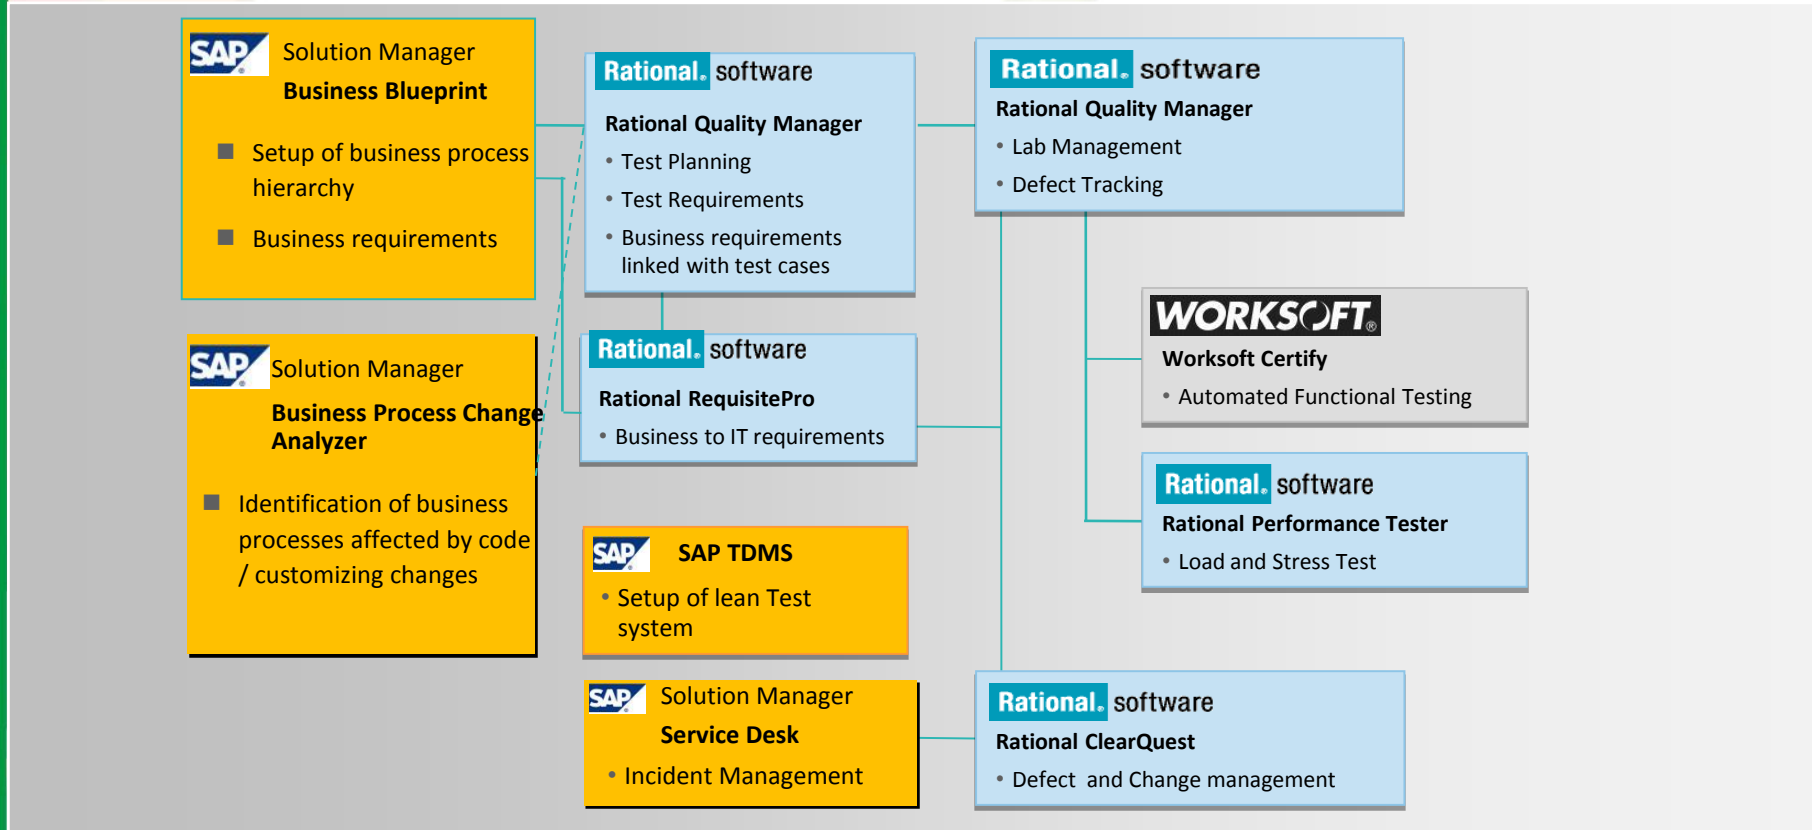 SAP
Solution Manager
Business Blueprint
Setup of business process
hierarchy
Business requirements
SAP
Solution Manager
Business Process Change
Analyzer
Identification of business
processes affected by code
/ customizing changes
Rational. software
Rational Quality Manager
• Test Planning
• Test Requirements
• Business requirements
linked with test cases
Rational. software
Rational RequisitePro
• Business to IT requirements
SAP
SAP TDMS
• Setup of lean Test
system
SAP
Solution Manager
Service Desk
• Incident Management
Rational. software
Rational Quality Manager
• Lab Management
• Defect Tracking
WORKSOFT®
Worksoft Certify
• Automated Functional Testing
Rational. software
Rational Performance Tester
• Load and Stress Test
Rational. software
Rational ClearQuest
• Defect and Change management